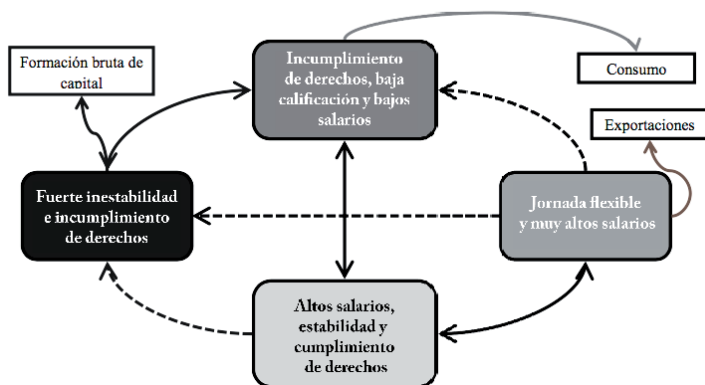 Formación bruta de
capital
Incumplimiento
de derechos, baja
calificación y bajos
salarios
Consumo
Exportaciones
Fuerte inestabilidad
e incumplimiento
de derechos
Jornada flexible
y muy altos salarios
Altos salarios,
estabilidad y
cumplimiento
de derechos